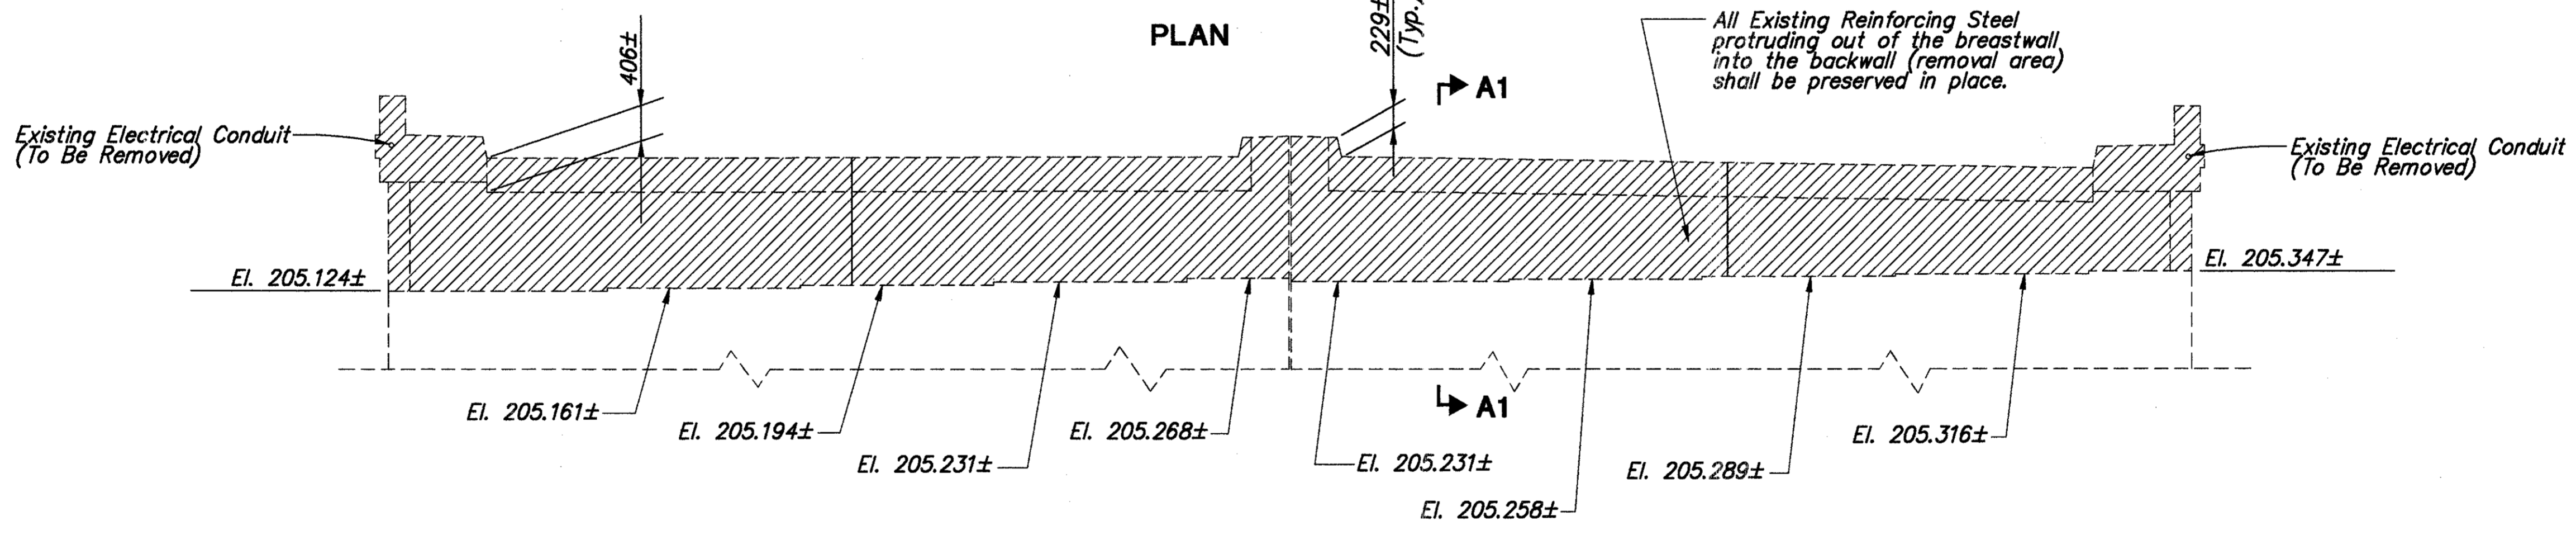 PLAN
406±
229±
(Typ.)
A1
All Existing Reinforcing Steel
protruding out of the breastwall
into the backwall (removal area)
shall be preserved in place.
Existing Electrical Conduit
(To Be Removed)
Existing Electrical Conduit
(To Be Removed)
El. 205.124±
El. 205.347±
El. 205.161±
El. 205.194±
El. 205.231±
El. 205.268±
A1
El. 205.231±
El. 205.258±
El. 205.289±
El. 205.316±